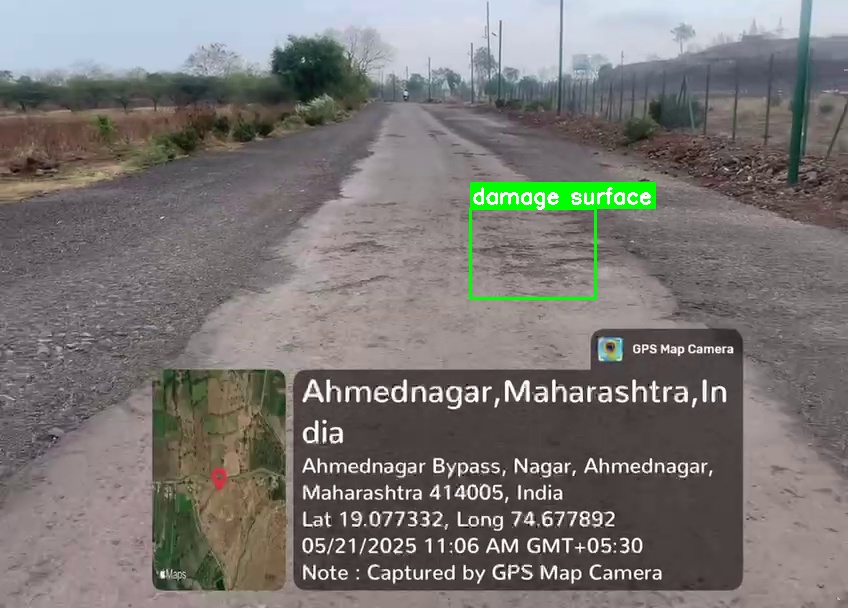 damage surface
GPS Map Camera
Ahmednagar,Maharashtra,In
dia
Ahmednagar Bypass, Nagar, Ahmednagar,
Maharashtra 414005, India
Lat 19.077332, Long 74.677892
05/21/2025 11:06 AM GMT+05:30
Note : Captured by GPS Map Camera
Maps